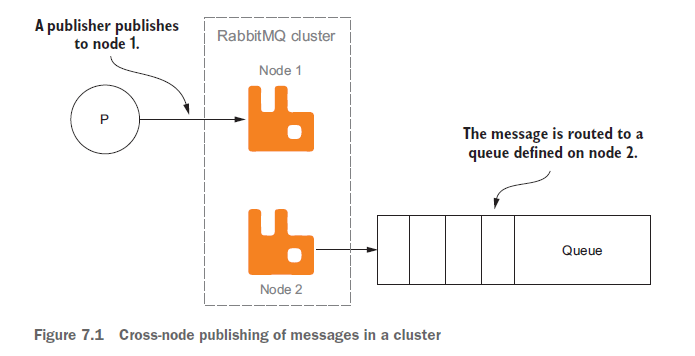 A publisher publishes
to node 1.
RabbitMQ cluster
Node 1
P
The message is routed to a
queue defined on node 2.
Queue
Node 2
Figure 7.1 Cross-node publishing of messages in a cluster